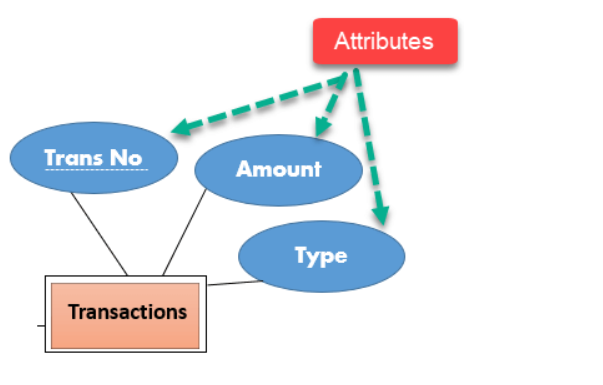 Attributes
Trans No
Amount
Type
Transactions